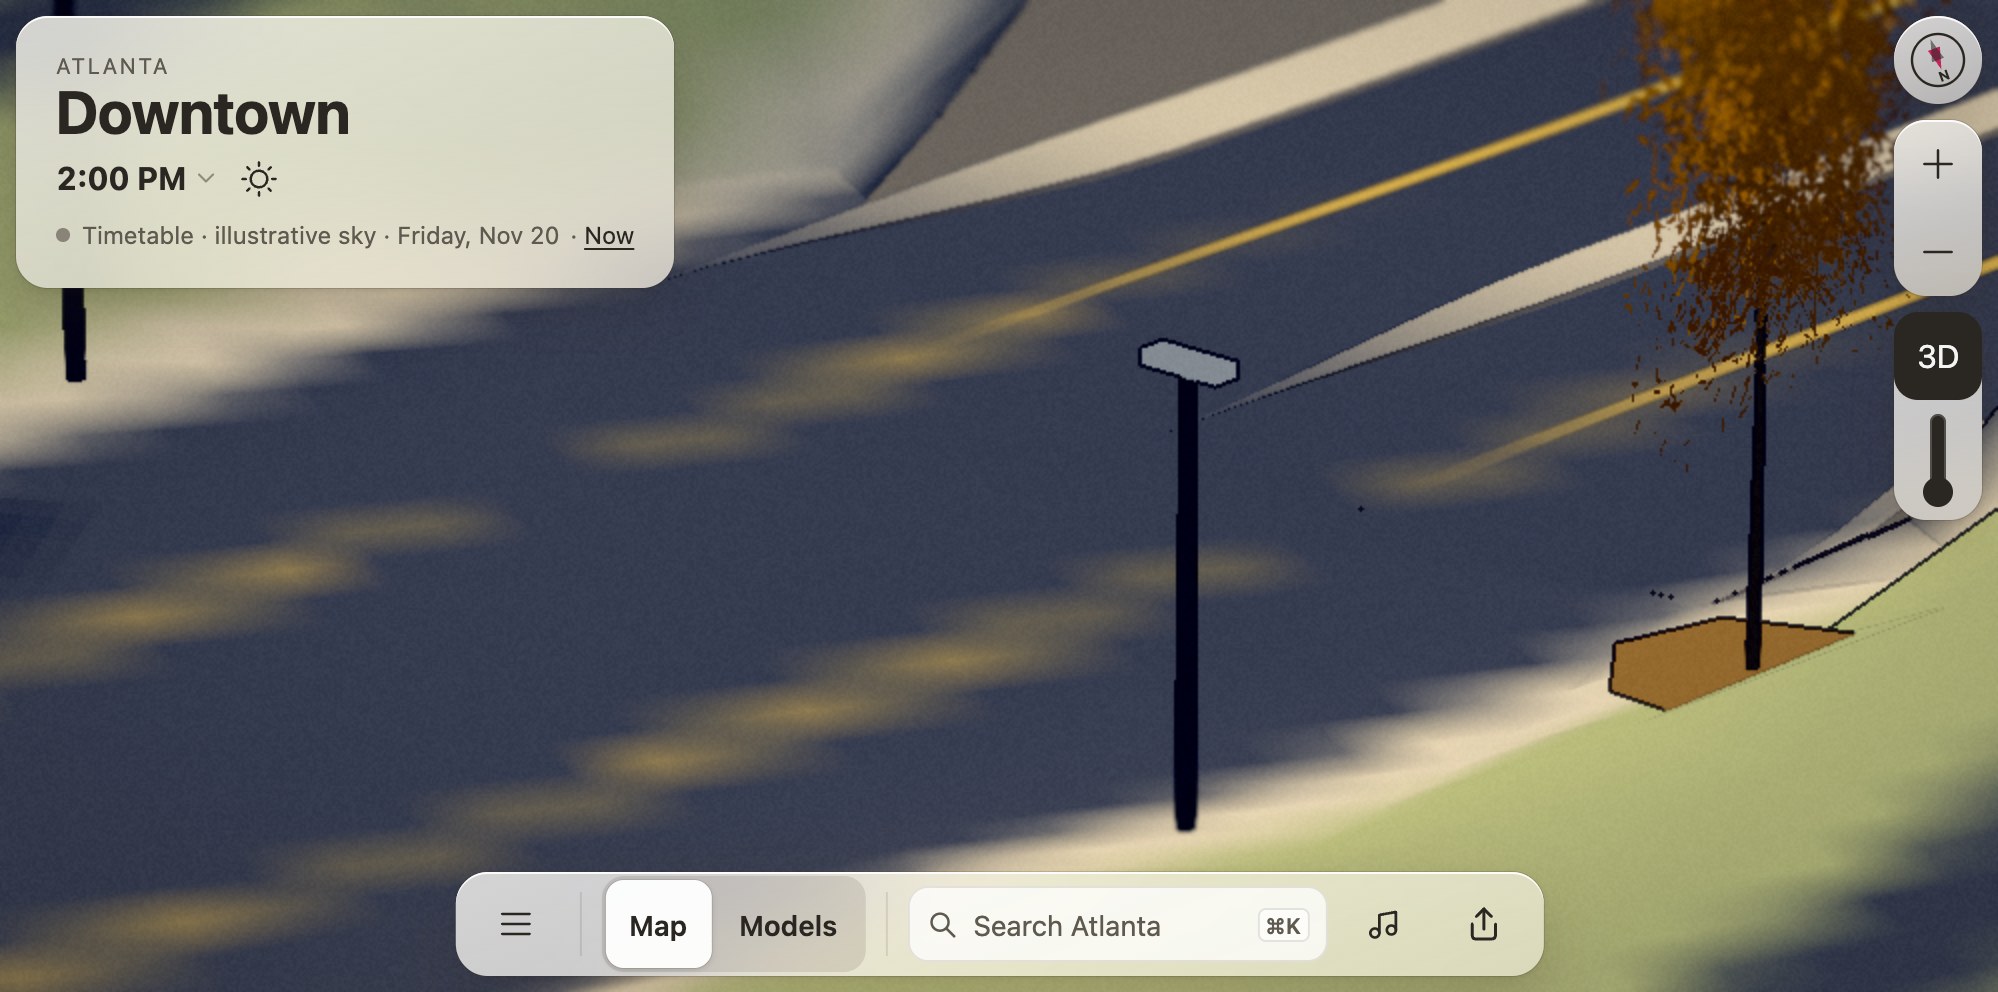 ATLANTA
Downtown
2:00 PM
Timetable · illustrative sky · Friday, Nov 20 · Now
N
3D
Map
Models
Search Atlanta
⌘K